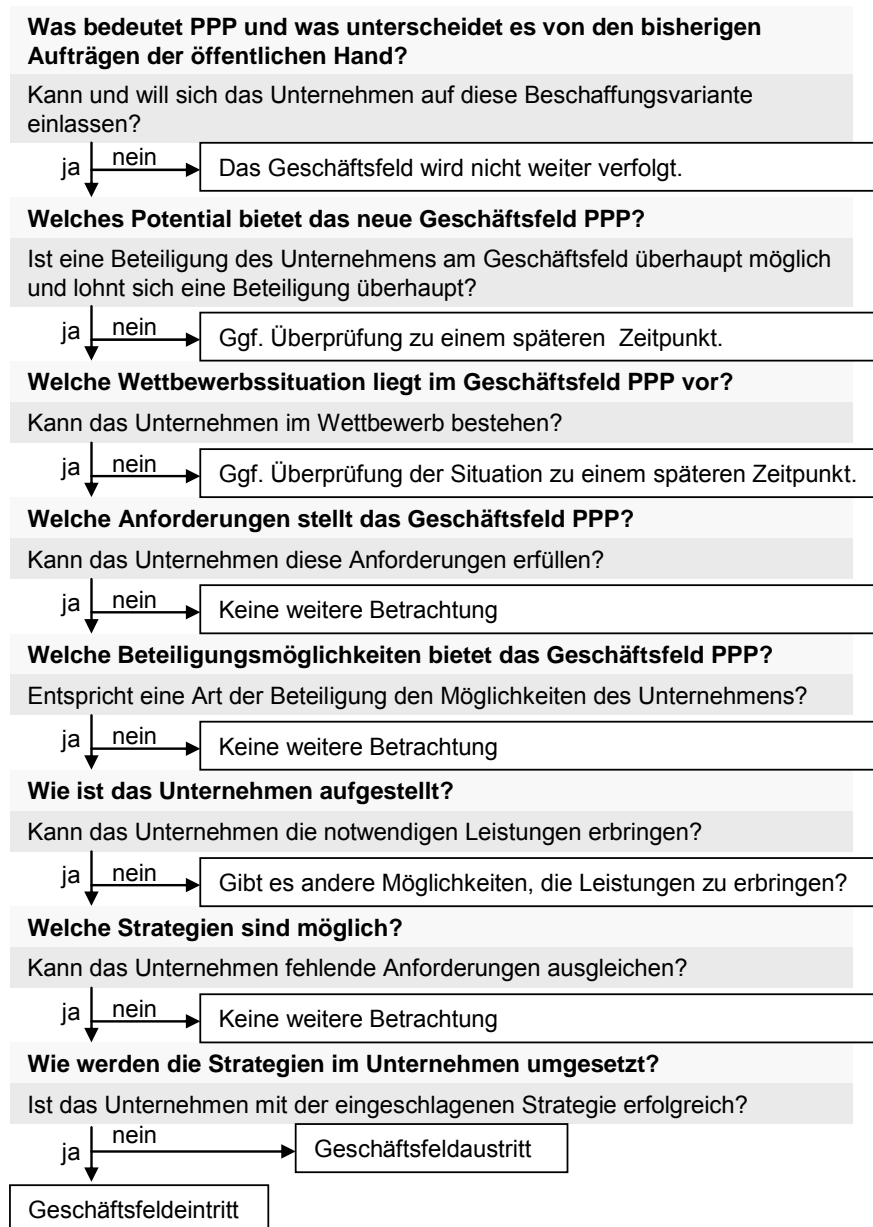 Was bedeutet PPP und was unterscheidet es von den bisherigen
Aufträgen der öffentlichen Hand?
Kann und will sich das Unternehmen auf diese Beschaffungsvariante
einlassen?
ja nein Das Geschäftsfeld wird nicht weiter verfolgt.
Welches Potential bietet das neue Geschäftsfeld PPP?
Ist eine Beteiligung des Unternehmens am Geschäftsfeld überhaupt möglich
und lohnt sich eine Beteiligung überhaupt?
ja nein Ggf. Überprüfung zu einem späteren Zeitpunkt.
Welche Wettbewerbssituation liegt im Geschäftsfeld PPP vor?
Kann das Unternehmen im Wettbewerb bestehen?
ja nein Ggf. Überprüfung der Situation zu einem späteren Zeitpunkt.
Welche Anforderungen stellt das Geschäftsfeld PPP?
Kann das Unternehmen diese Anforderungen erfüllen?
ja nein Keine weitere Betrachtung
Welche Beteiligungsmöglichkeiten bietet das Geschäftsfeld PPP?
Entspricht eine Art der Beteiligung den Möglichkeiten des Unternehmens?
ja nein Keine weitere Betrachtung
Wie ist das Unternehmen aufgestellt?
Kann das Unternehmen die notwendigen Leistungen erbringen?
ja nein Gibt es andere Möglichkeiten, die Leistungen zu erbringen?
Welche Strategien sind möglich?
Kann das Unternehmen fehlende Anforderungen ausgleichen?
ja nein Keine weitere Betrachtung
Wie werden die Strategien im Unternehmen umgesetzt?
Ist das Unternehmen mit der eingeschlagenen Strategie erfolgreich?
ja nein Geschäftsfeldaustritt
Geschäftsfeldeintritt